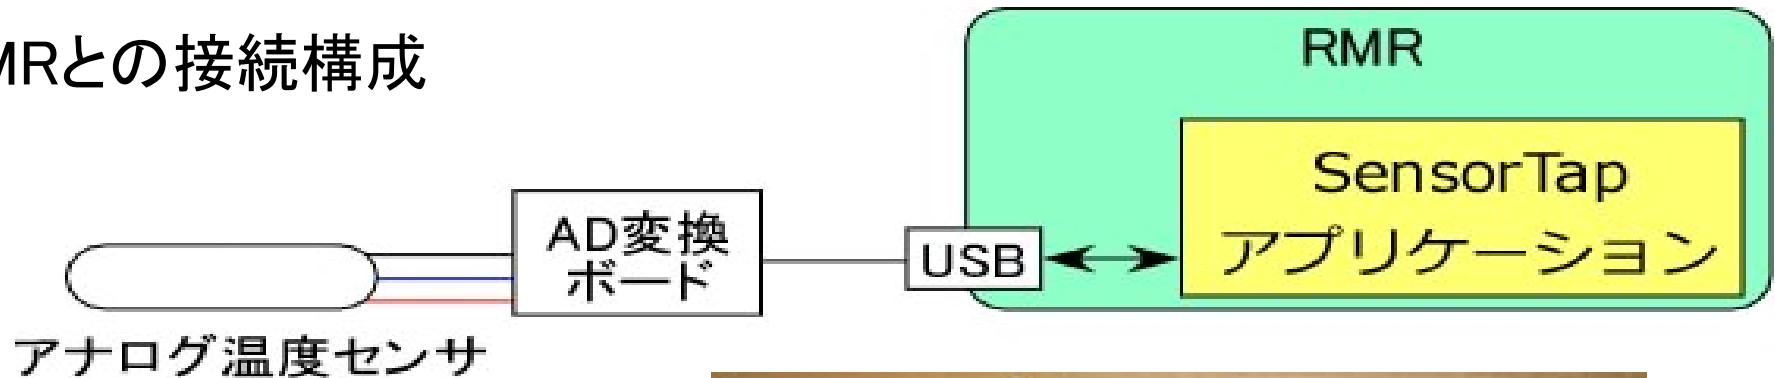 MRとの接続構成
RMR
SensorTap
アプリケーション
AD変換
ボード
USB
アナログ温度センサ